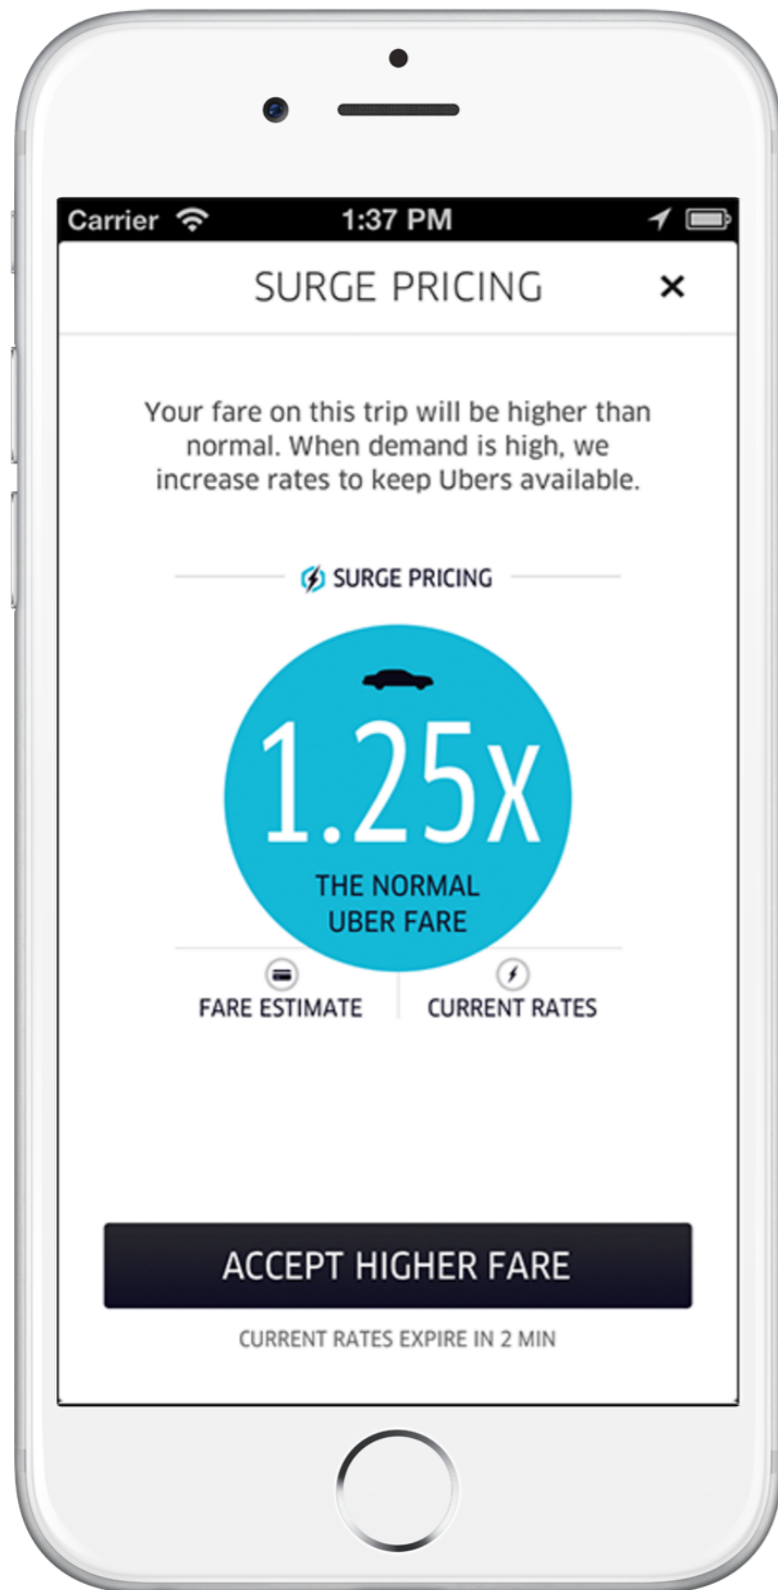 Carrier 1:37 PM
SURGE PRICING ×
Your fare on this trip will be higher than
normal. When demand is high, we
increase rates to keep Ubers available.
SURGE PRICING
1.25x
THE NORMAL
UBER FARE
FARE ESTIMATE CURRENT RATES
ACCEPT HIGHER FARE
CURRENT RATES EXPIRE IN 2 MIN